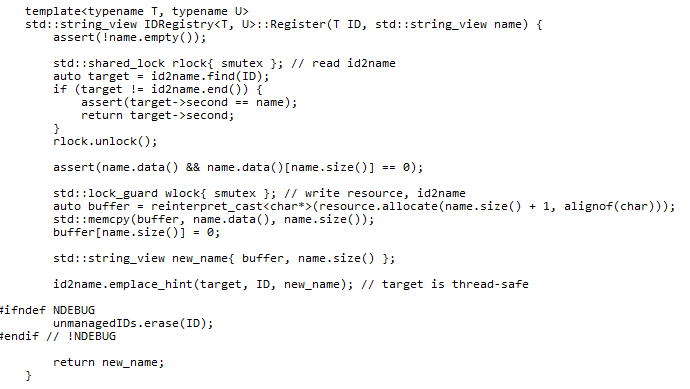 template<typename T, typename U>
std::string_view IDRegistry<T, U>::Register(T ID, std::string_view name) {
assert(!name.empty());
std::shared_lock rlock{ smutex }; // read id2name
auto target = id2name.find(ID);
if (target != id2name.end()) {
assert(target->second == name);
return target->second;
}
rlock.unlock();
assert(name.data() && name.data()[name.size()] == 0);
std::lock_guard wlock{ smutex }; // write resource, id2name
auto buffer = reinterpret_cast<char*>(resource.allocate(name.size() + 1, alignof(char)));
std::memcpy(buffer, name.data(), name.size());
buffer[name.size()] = 0;
std::string_view new_name{ buffer, name.size() };
id2name.emplace_hint(target, ID, new_name); // target is thread-safe
#ifndef NDEBUG
unmanagedIDs.erase(ID);
#endif // !NDEBUG
return new_name;
}